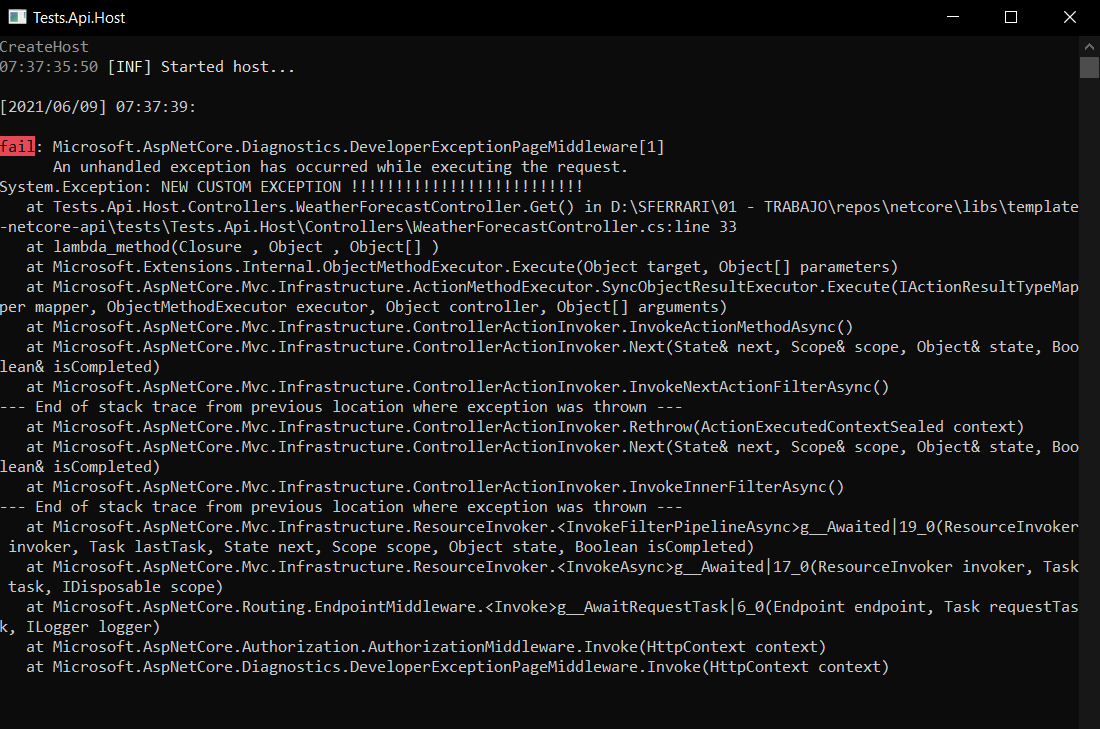 Tests.Api.Host
CreateHost
07:37:35:50 [INF] Started host...
[2021/06/09] 07:37:39:
fail: Microsoft.AspNetCore.Diagnostics.DeveloperExceptionPageMiddleware[1]
An unhandled exception has occurred while executing the request.
System.Exception: NEW CUSTOM EXCEPTION !!!!!!!!!!!!!!!!!!!!!!!!!!
at Tests.Api.Host.Controllers.WeatherForecastController.Get() in D:\SFERRARI\01 - TRABAJO\repos\netcore\libs\template
-netcore-api\tests\Tests.Api.Host\Controllers\WeatherForecastController.cs:line 33
at lambda_method(Closure , Object , Object[] )
at Microsoft.Extensions.Internal.ObjectMethodExecutor.Execute(Object target, Object[] parameters)
at Microsoft.AspNetCore.Mvc.Infrastructure.ActionMethodExecutor.SyncObjectResultExecutor.Execute(IActionResultTypeMap
per mapper, ObjectMethodExecutor executor, Object controller, Object[] arguments)
at Microsoft.AspNetCore.Mvc.Infrastructure.ControllerActionInvoker.InvokeActionMethodAsync()
at Microsoft.AspNetCore.Mvc.Infrastructure.ControllerActionInvoker.Next(State& next, Scope& scope, Object& state, Boo
lean& isCompleted)
at Microsoft.AspNetCore.Mvc.Infrastructure.ControllerActionInvoker.InvokeNextActionFilterAsync()
--- End of stack trace from previous location where exception was thrown ---
at Microsoft.AspNetCore.Mvc.Infrastructure.ControllerActionInvoker.Rethrow(ActionExecutedContextSealed context)
at Microsoft.AspNetCore.Mvc.Infrastructure.ControllerActionInvoker.Next(State& next, Scope& scope, Object& state, Boo
lean& isCompleted)
at Microsoft.AspNetCore.Mvc.Infrastructure.ControllerActionInvoker.InvokeInnerFilterAsync()
--- End of stack trace from previous location where exception was thrown ---
at Microsoft.AspNetCore.Mvc.Infrastructure.ResourceInvoker.<InvokeFilterPipelineAsync>g__Awaited|19_0(ResourceInvoker
invoker, Task lastTask, State next, Scope scope, Object state, Boolean isCompleted)
at Microsoft.AspNetCore.Mvc.Infrastructure.ResourceInvoker.<InvokeAsync>g__Awaited|17_0(ResourceInvoker invoker, Task
task, IDisposable scope)
at Microsoft.AspNetCore.Routing.EndpointMiddleware.<Invoke>g__AwaitRequestTask|6_0(Endpoint endpoint, Task requestTas
k, ILogger logger)
at Microsoft.AspNetCore.Authorization.AuthorizationMiddleware.Invoke(HttpContext context)
at Microsoft.AspNetCore.Diagnostics.DeveloperExceptionPageMiddleware.Invoke(HttpContext context)